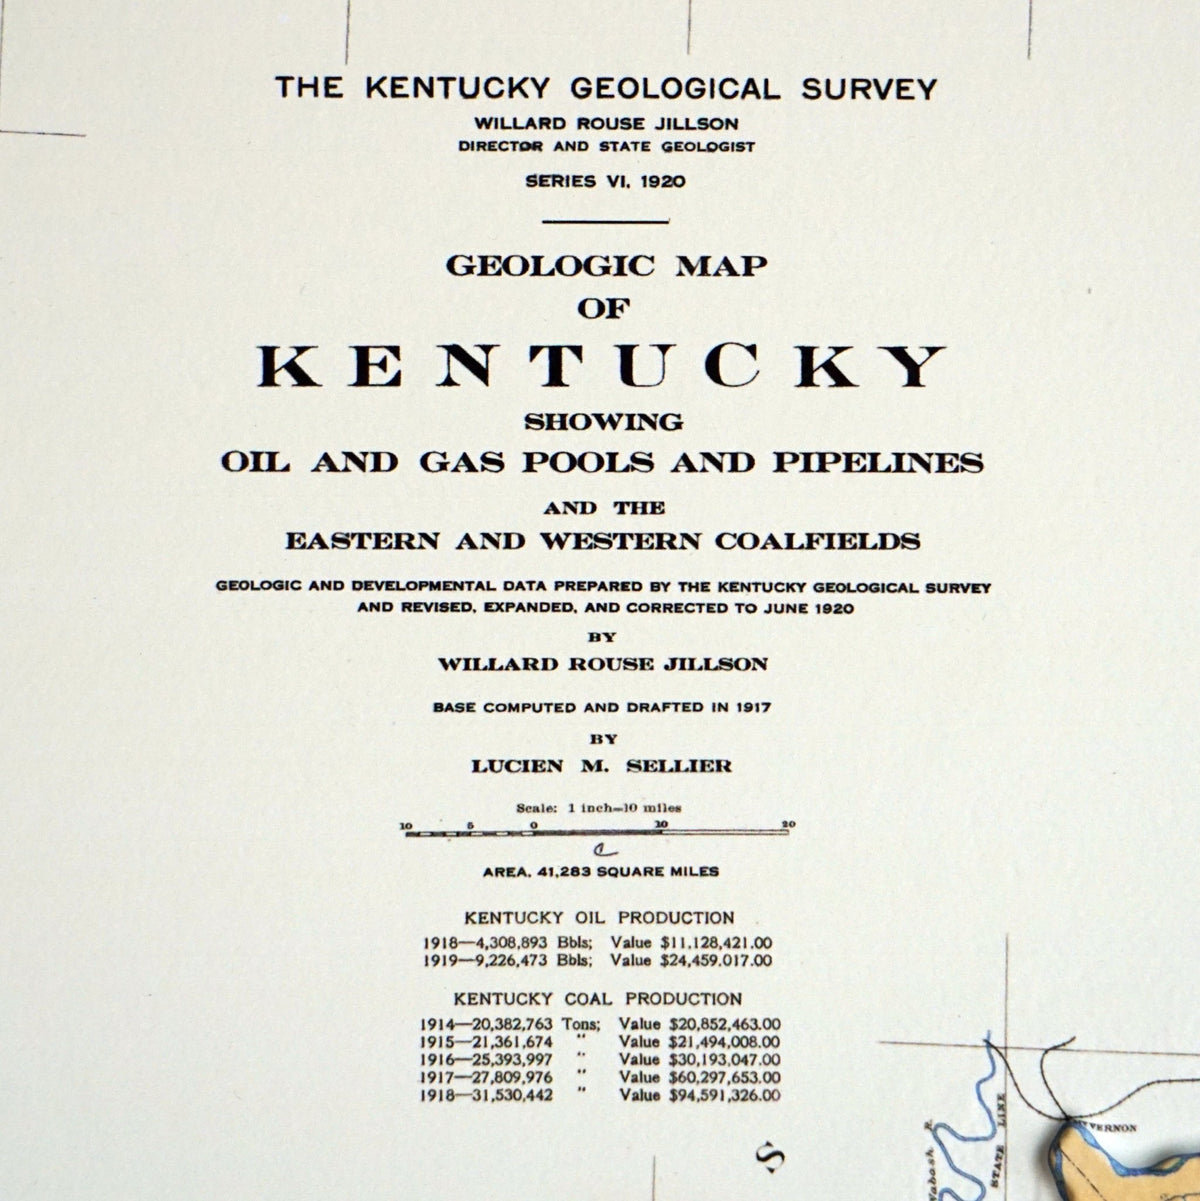 THE KENTUCKY GEOLOGICAL SURVEY
WILLARD ROUSE JILLSON
DIRECTOR AND STATE GEOLOGIST
SERIES VI, 1920
GEOLOGIC MAP
OF
KENTUCKY
SHOWING
OIL AND GAS POOLS AND PIPELINES
AND THE
EASTERN AND WESTERN COALFIELDS
GEOLOGIC AND DEVELOPMENTAL DATA PREPARED BY THE KENTUCKY GEOLOGICAL SURVEY
AND REVISED, EXPANDED, AND CORRECTED TO JUNE 1920
BY
WILLARD ROUSE JILLSON
BASE COMPUTED AND DRAFTED IN 1917
BY
LUCIEN M. SELLIER
Scale: 1 inch=10 miles
10 5 0 10 20
AREA, 41,283 SQUARE MILES
KENTUCKY OIL PRODUCTION
1918—4,308,893 Bbls; Value $11,128,421.00
1919—9,226,473 Bbls; Value $24,459.017.00
KENTUCKY COAL PRODUCTION
1914—20,382,763 Tons; Value $20,852,463.00
1915—21,361,674 " Value $21,494,008.00
1916—25,393,997 " Value $30,193,047.00
1917—27,809,976 " Value $60,297,653.00
1918—31,530,442 " Value $94,591,326.00
S
Wabash R.
STATE LINE
MT VERNON